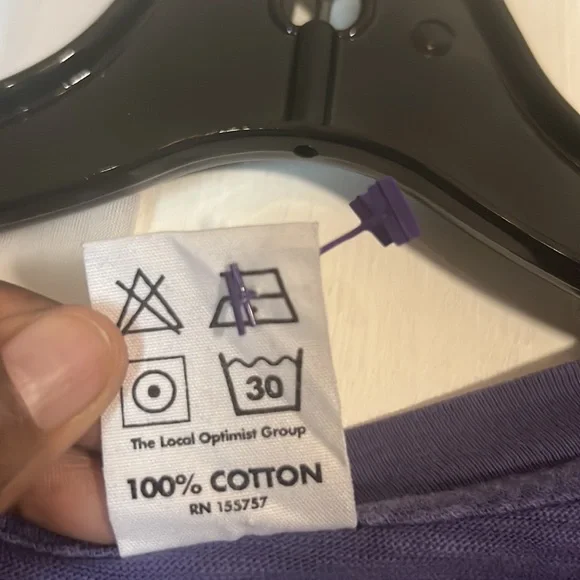 30
The Local Optimist Group
100% COTTON
RN 155757